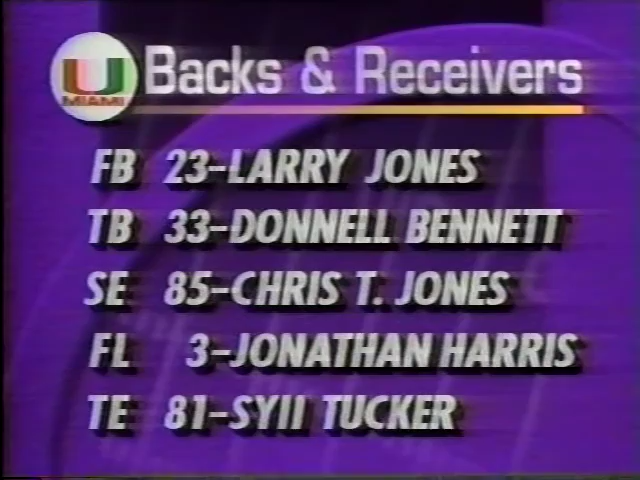 U Backs & Receivers
MIAMI
FB 23-LARRY JONES
TB 33-DONNELL BENNETT
SE 85-CHRIS T. JONES
FL 3-JONATHAN HARRIS
TE 81-SYII TUCKER